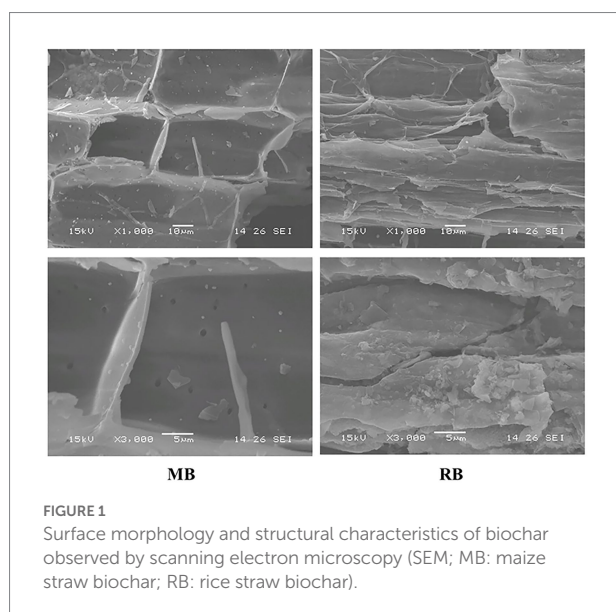 15kV X1,000 10μm 14 26 SEI
15kV X1,000 10μm 14 26 SEI
15kV X3,000 5μm 14 26 SEI
15kV X3,000 5μm 14 26 SEI
MB RB
FIGURE 1
Surface morphology and structural characteristics of biochar
observed by scanning electron microscopy (SEM; MB: maize
straw biochar; RB: rice straw biochar).